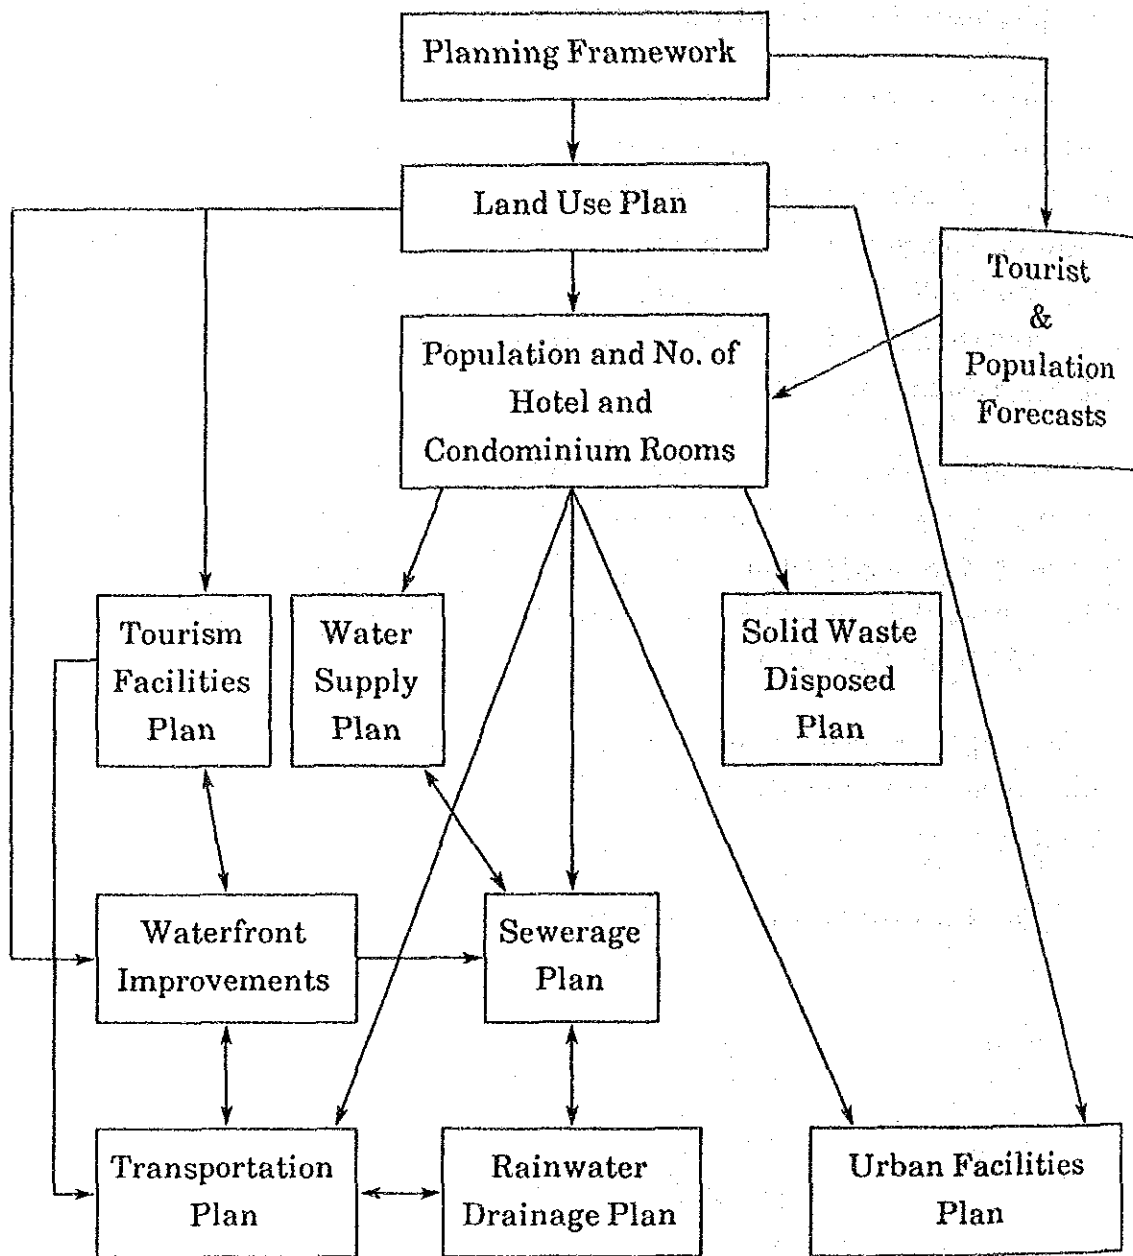 Planning Framework
Land Use Plan
Tourist
&
Population
Forecasts
Population and No. of
Hotel and
Condominium Rooms
Tourism
Facilities
Plan
Water
Supply
Plan
Solid Waste
Disposed
Plan
Waterfront
Improvements
Sewerage
Plan
Transportation
Plan
Rainwater
Drainage Plan
Urban Facilities
Plan